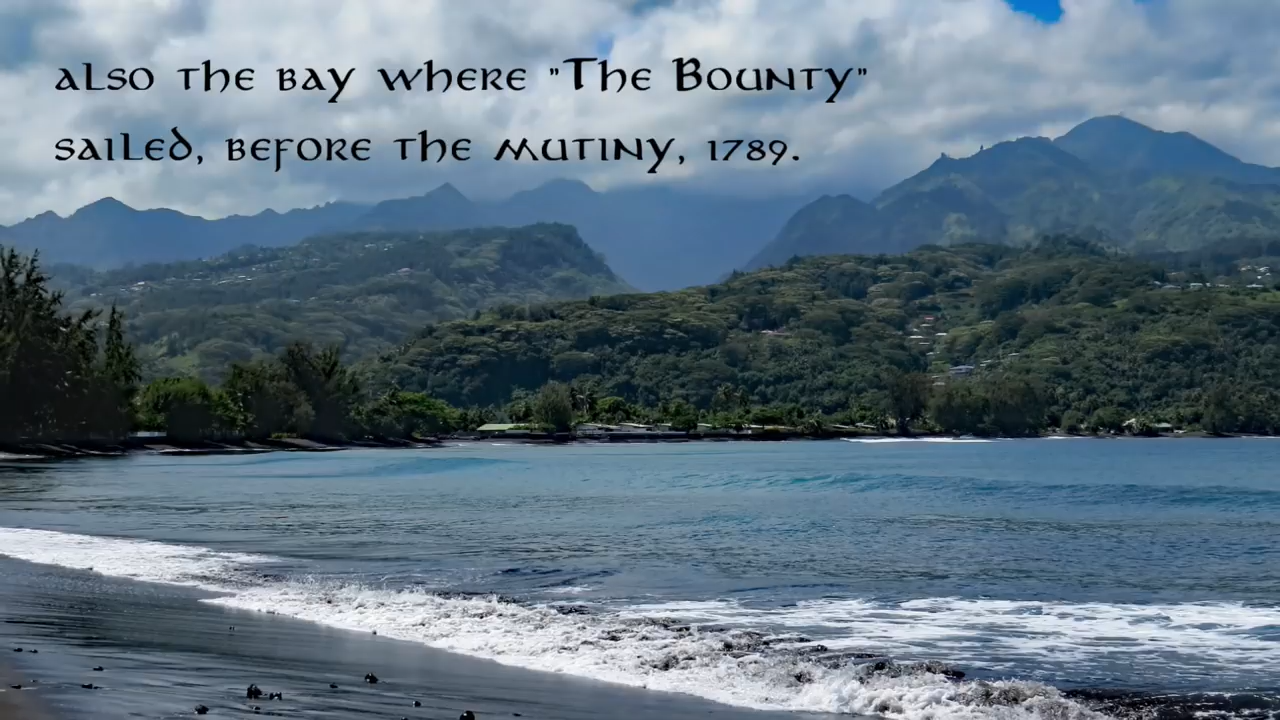 also the bay where "The Bounty"
sailed, before the mutiny, 1789.